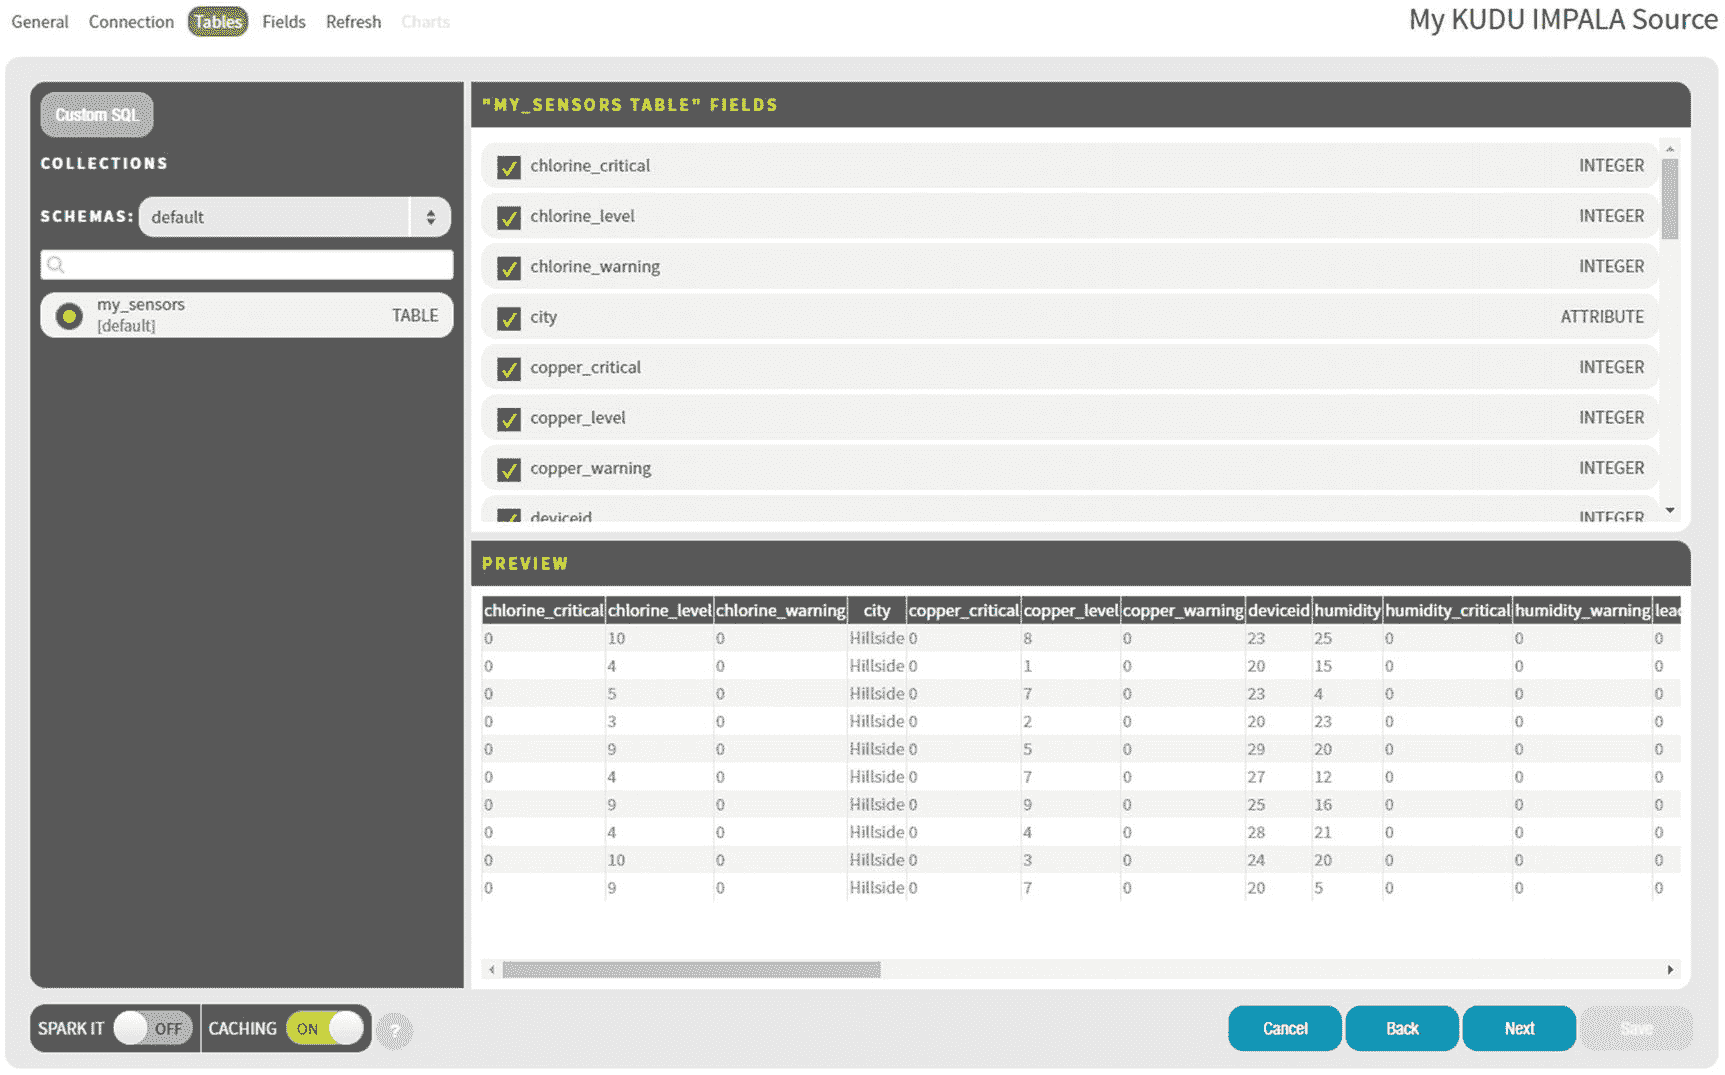 General Connection Tables Fields Refresh Charts
My KUDU IMPALA Source
Custom SQL
COLLECTIONS
SCHEMAS: default
my_sensors
[default]
TABLE
"MY_SENSORS TABLE" FIELDS
chlorine_critical INTEGER
chlorine_level INTEGER
chlorine_warning INTEGER
city ATTRIBUTE
copper_critical INTEGER
copper_level INTEGER
copper_warning INTEGER
deviceid INTEGER
PREVIEW
chlorine_critical chlorine_level chlorine_warning city copper_critical copper_level copper_warning deviceid humidity humidity_critical humidity_warning lead
0 10 0 Hillside 0 8 0 23 25 0 0 0
0 4 0 Hillside 0 1 0 20 15 0 0 0
0 5 0 Hillside 0 7 0 23 4 0 0 0
0 3 0 Hillside 0 2 0 20 23 0 0 0
0 9 0 Hillside 0 5 0 29 20 0 0 0
0 4 0 Hillside 0 7 0 27 12 0 0 0
0 9 0 Hillside 0 9 0 25 16 0 0 0
0 4 0 Hillside 0 4 0 28 21 0 0 0
0 10 0 Hillside 0 3 0 24 20 0 0 0
0 9 0 Hillside 0 7 0 20 5 0 0 0
SPARK IT OFF CACHING ON ?
Cancel Back Next Save